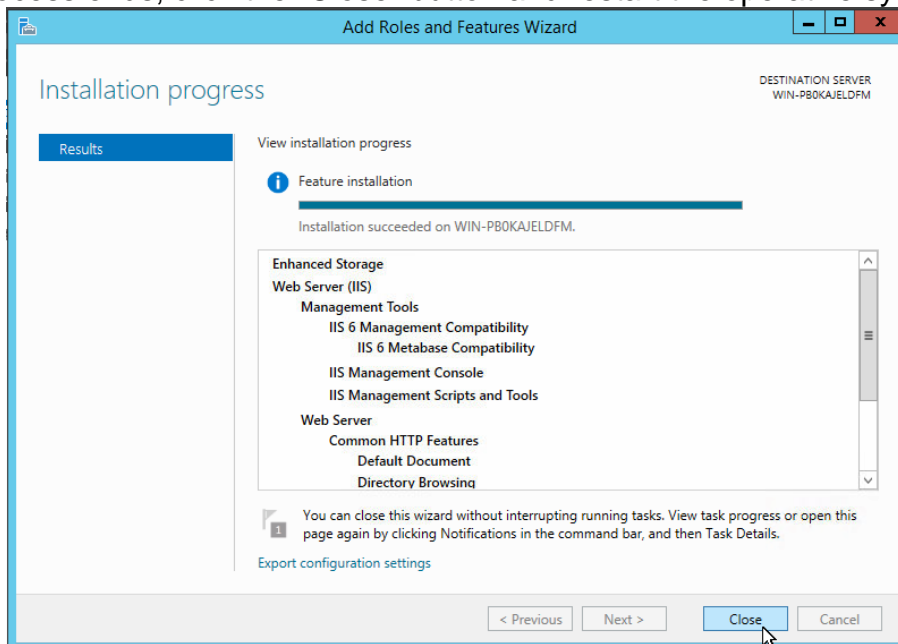 Add Roles and Features Wizard
Installation progress
DESTINATION SERVER
WIN-PB0KAJELDFM
Results
View installation progress
Feature installation
Installation succeeded on WIN-PB0KAJELDFM.
Enhanced Storage
Web Server (IIS)
Management Tools
IIS 6 Management Compatibility
IIS 6 Metabase Compatibility
IIS Management Console
IIS Management Scripts and Tools
Web Server
Common HTTP Features
Default Document
Directory Browsing
1
You can close this wizard without interrupting running tasks. View task progress or open this
page again by clicking Notifications in the command bar, and then Task Details.
Export configuration settings
< Previous Next > Close Cancel